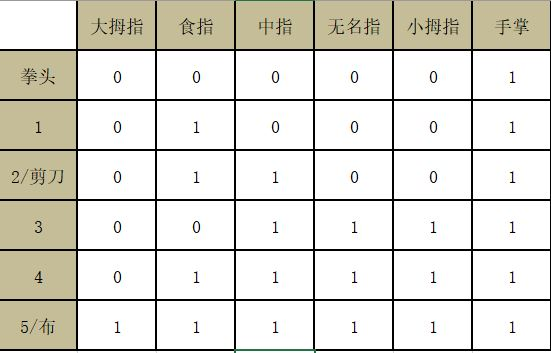 大拇指 食指 中指 无名指 小拇指 手掌
拳头 0 0 0 0 0 1
1 0 1 0 0 0 1
2/剪刀 0 1 1 0 0 1
3 0 0 1 1 1 1
4 0 1 1 1 1 1
5/布 1 1 1 1 1 1